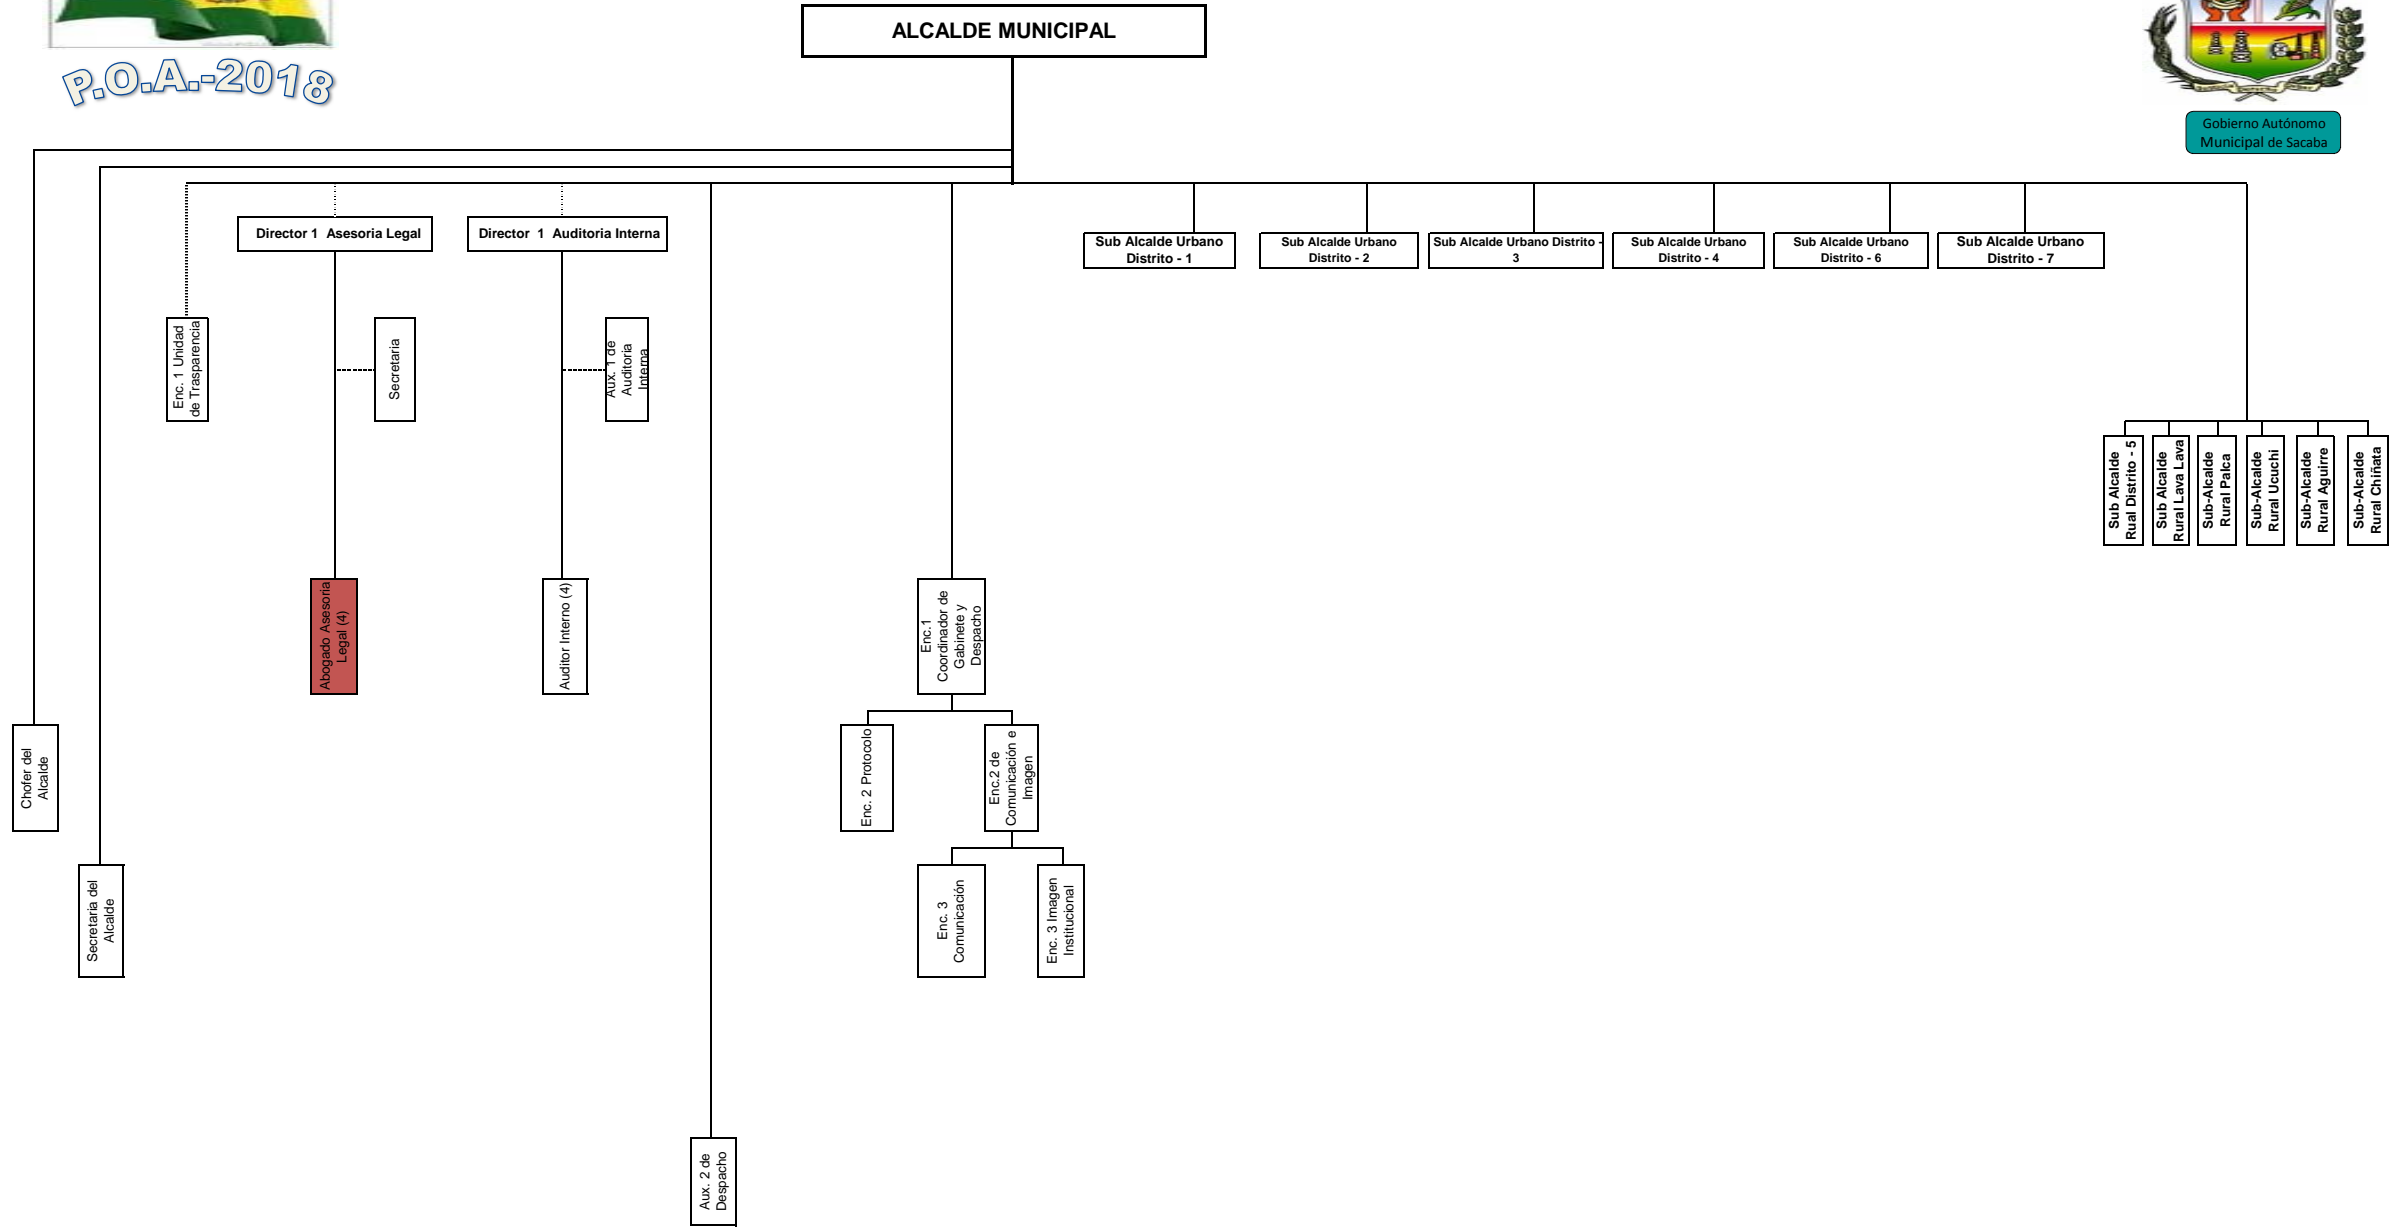 ALCALDE MUNICIPAL
P.O.A.-2018
Gobierno Autónomo
Municipal de Sacaba
Director 1 Asesoria Legal
Director 1 Auditoria Interna
Sub Alcalde Urbano
Distrito - 1
Sub Alcalde Urbano
Distrito - 2
Sub Alcalde Urbano Distrito -
3
Sub Alcalde Urbano
Distrito - 4
Sub Alcalde Urbano
Distrito - 6
Sub Alcalde Urbano
Distrito - 7
Enc. 1 Unidad
de Trasparencia
Secretaria
Aux. 1 de
Auditoria
Interna
Sub Alcalde
Rual Distrito - 5
Sub Alcalde
Rural Lava Lava
Sub-Alcalde
Rural Palca
Sub-Alcalde
Rural Ucuchi
Sub-Alcalde
Rural Aguirre
Sub-Alcalde
Rural Chiñata
Abogado Asesoria
Legal (4)
Auditor Interno (4)
Enc.1
Coordinador de
Gabinete y
Despacho
Chofer del
Alcalde
Enc. 2 Protocolo
Enc.2 de
Comunicación e
Imagen
Secretaria del
Alcalde
Enc. 3
Comunicación
Enc. 3 Imagen
Institucional
Aux. 2 de
Despacho